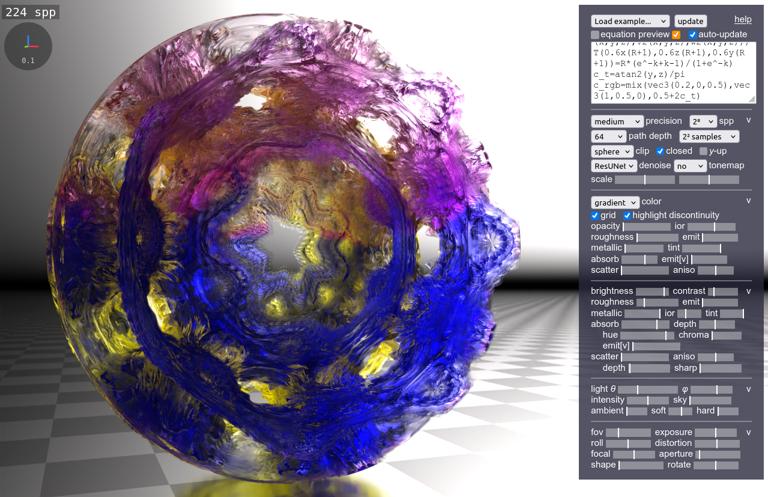 224 spp
0.1
Load example... update help
equation preview auto-update
T(0.6x(R+1),0.6z(R+1),0.6y(R
+1))=R*(e^-k+k-1)/(1+e^-k)
c_t=atan2(y,z)/pi
c_rgb=mix(vec3(0.2,0,0.5),vec
3(1,0.5,0),0.5+2c_t)
medium precision 2⁸ spp v
64 path depth 2² samples
sphere clip closed y-up
ResUNet denoise no tonemap
scale
gradient color v
grid highlight discontinuity
opacity ior
roughness emit
metallic tint
absorb emit[v]
scatter aniso
brightness contrast v
roughness emit
metallic ior tint
absorb depth
hue chroma
emit[v]
scatter aniso
depth sharp
light θ φ v
intensity sky
ambient soft hard
fov exposure v
roll distortion
focal aperture
shape rotate